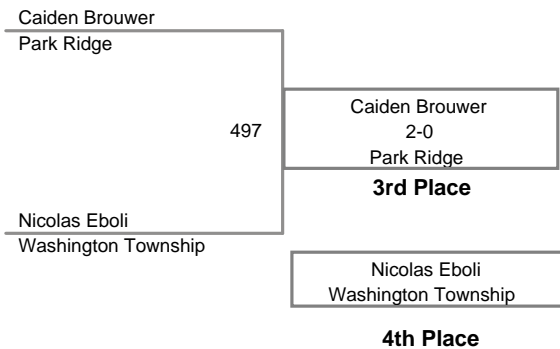 Caiden Brouwer
Park Ridge
497
Caiden Brouwer
2-0
Park Ridge
3rd Place
Nicolas Eboli
Washington Township
Nicolas Eboli
Washington Township
4th Place